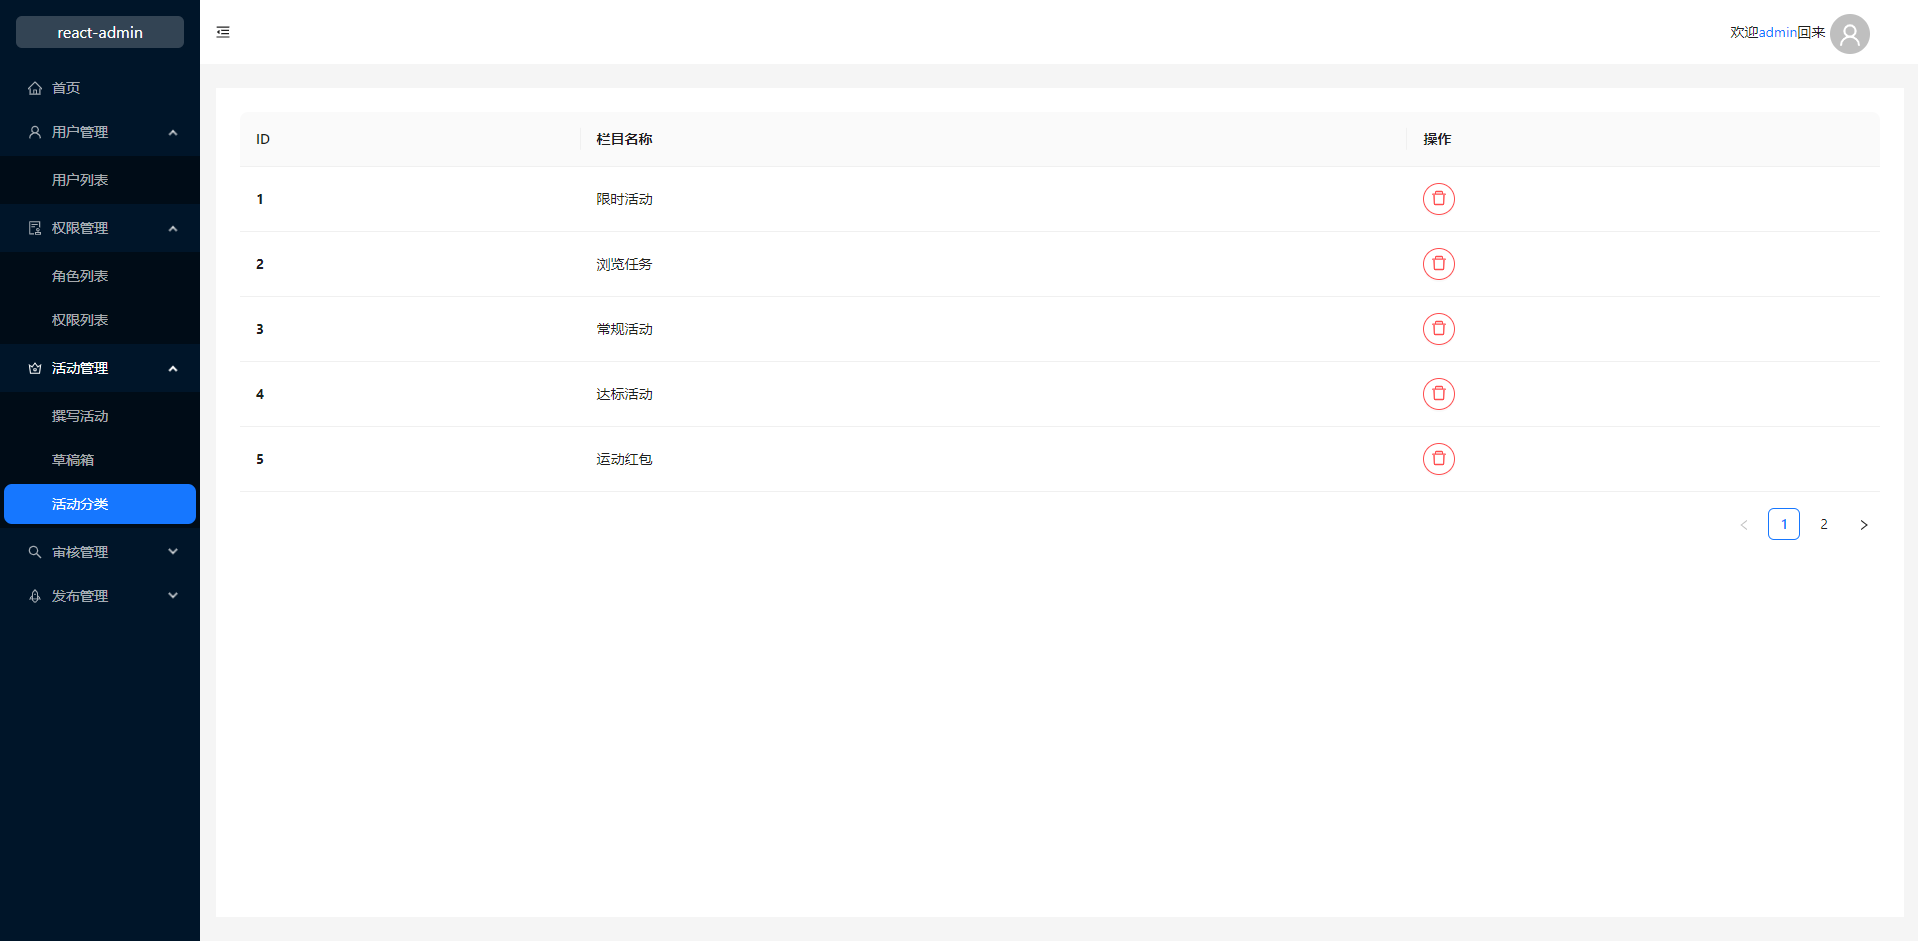 react-admin
首页
用户管理
用户列表
权限管理
角色列表
权限列表
活动管理
撰写活动
草稿箱
活动分类
审核管理
发布管理
欢迎admin回来
ID 栏目名称 操作
1 限时活动
2 浏览任务
3 常规活动
4 达标活动
5 运动红包
1 2